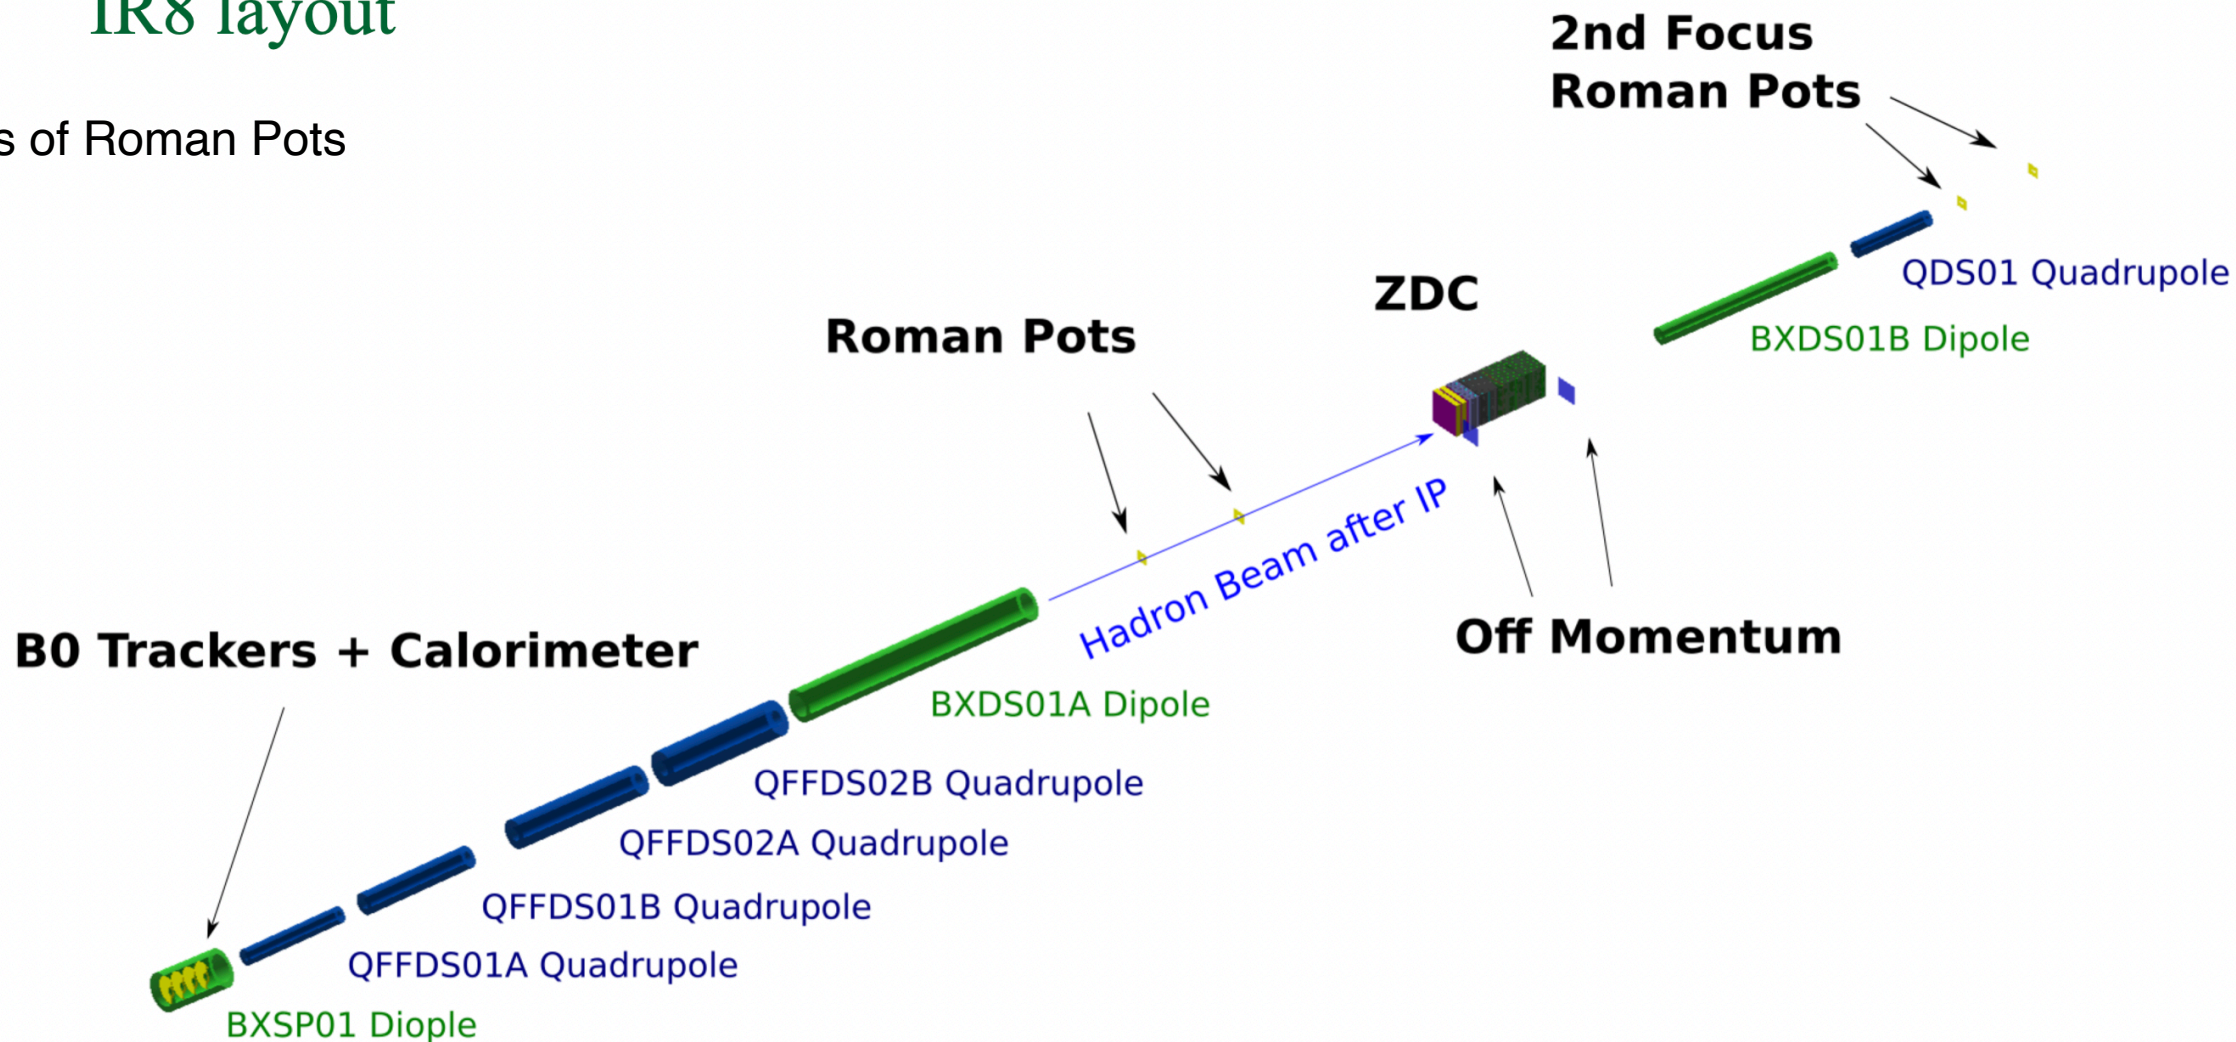 IR8 layout
s of Roman Pots
2nd Focus
Roman Pots
QDS01 Quadrupole
ZDC
BXDS01B Dipole
Roman Pots
Hadron Beam after IP
Off Momentum
B0 Trackers + Calorimeter
BXDS01A Dipole
QFFDS02B Quadrupole
QFFDS02A Quadrupole
QFFDS01B Quadrupole
QFFDS01A Quadrupole
BXSP01 Diople